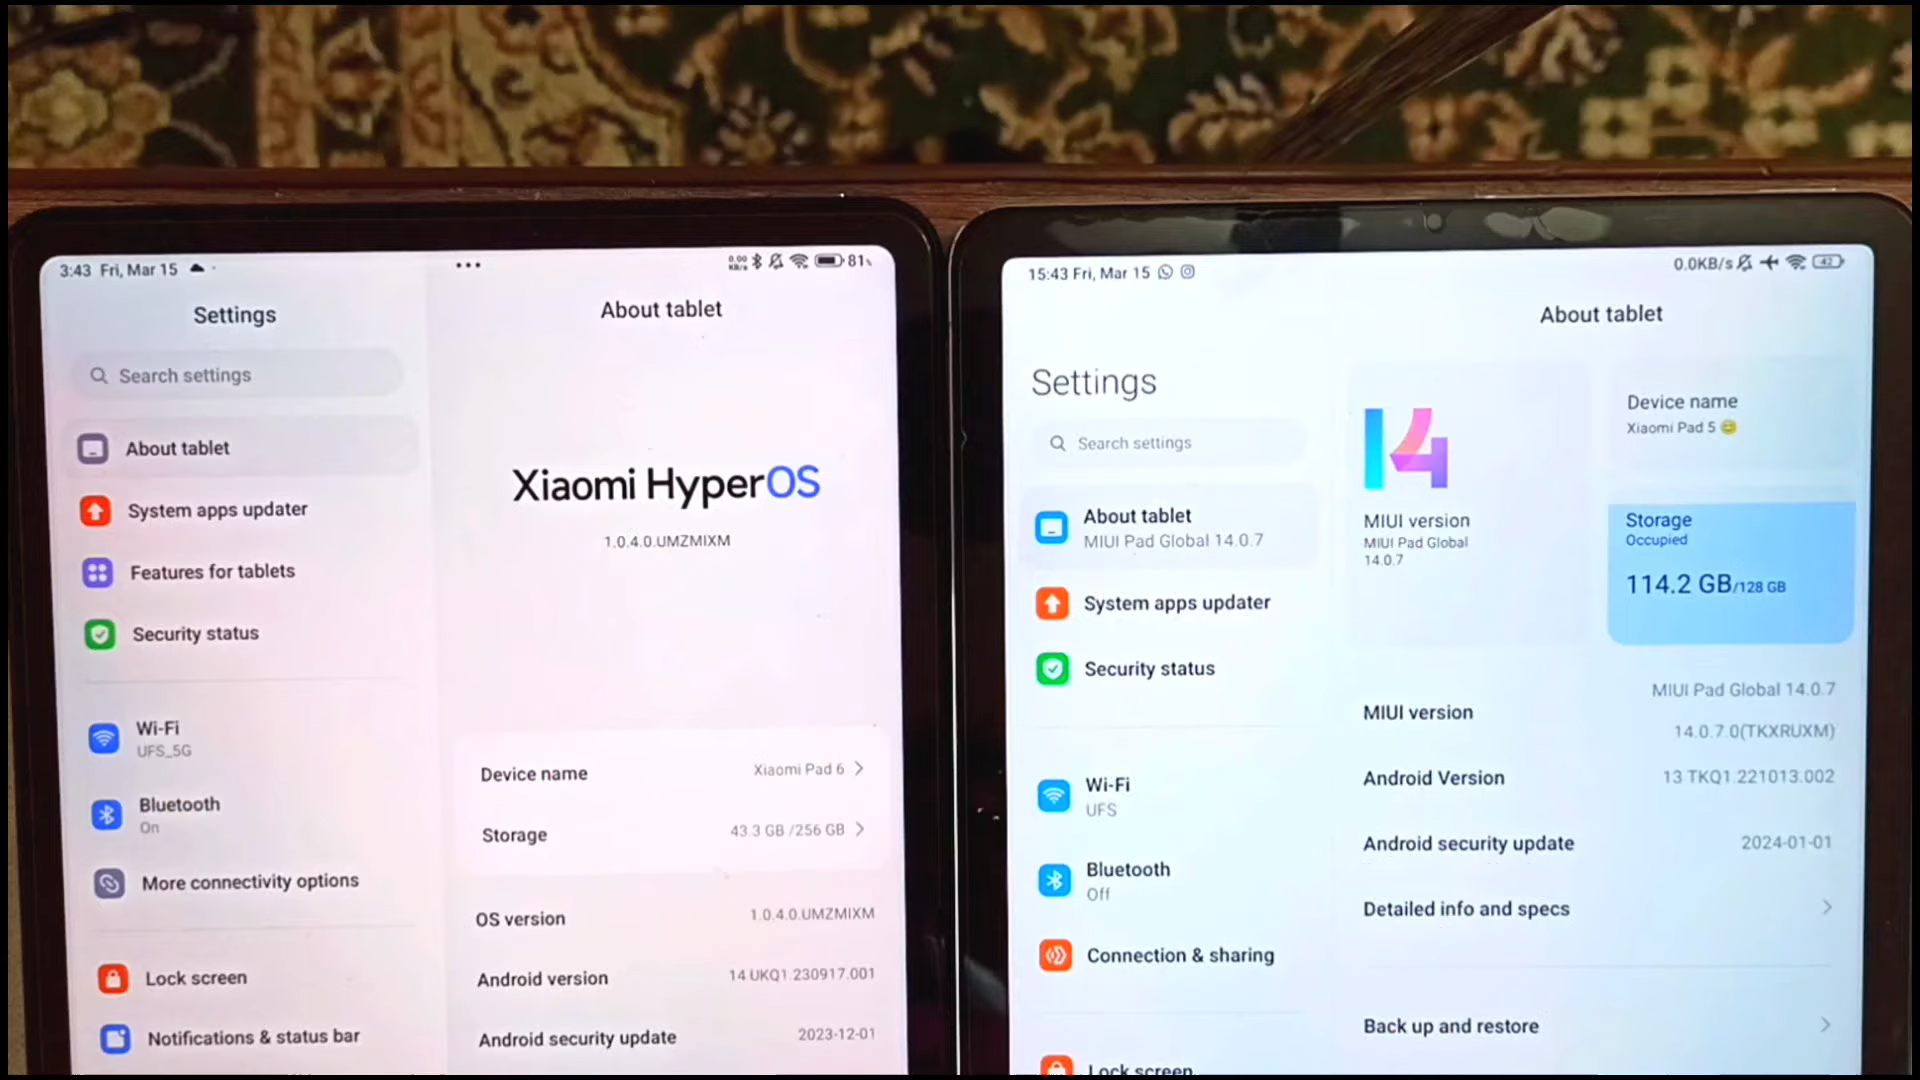 3:43 Fri, Mar 15
0.00 KB/s
81%
Settings
Search settings
About tablet
System apps updater
Features for tablets
Security status
Wi-Fi
UFS_5G
Bluetooth
On
More connectivity options
Lock screen
Notifications & status bar
About tablet
Xiaomi HyperOS
1.0.4.0.UMZMIXM
Device name
Xiaomi Pad 6
Storage
43.3 GB /256 GB
OS version
1.0.4.0.UMZMIXM
Android version
14 UKQ1.230917.001
Android security update
2023-12-01
15:43 Fri, Mar 15
0.0KB/s
42
Settings
Search settings
About tablet
MIUI Pad Global 14.0.7
System apps updater
Security status
Wi-Fi
UFS
Bluetooth
Off
Connection & sharing
Lock screen
About tablet
14
MIUI version
MIUI Pad Global
14.0.7
Device name
Xiaomi Pad 5 😊
Storage
Occupied
114.2 GB/128 GB
MIUI version
MIUI Pad Global 14.0.7
14.0.7.0(TKXRUXM)
Android Version
13 TKQ1.221013.002
Android security update
2024-01-01
Detailed info and specs
Back up and restore